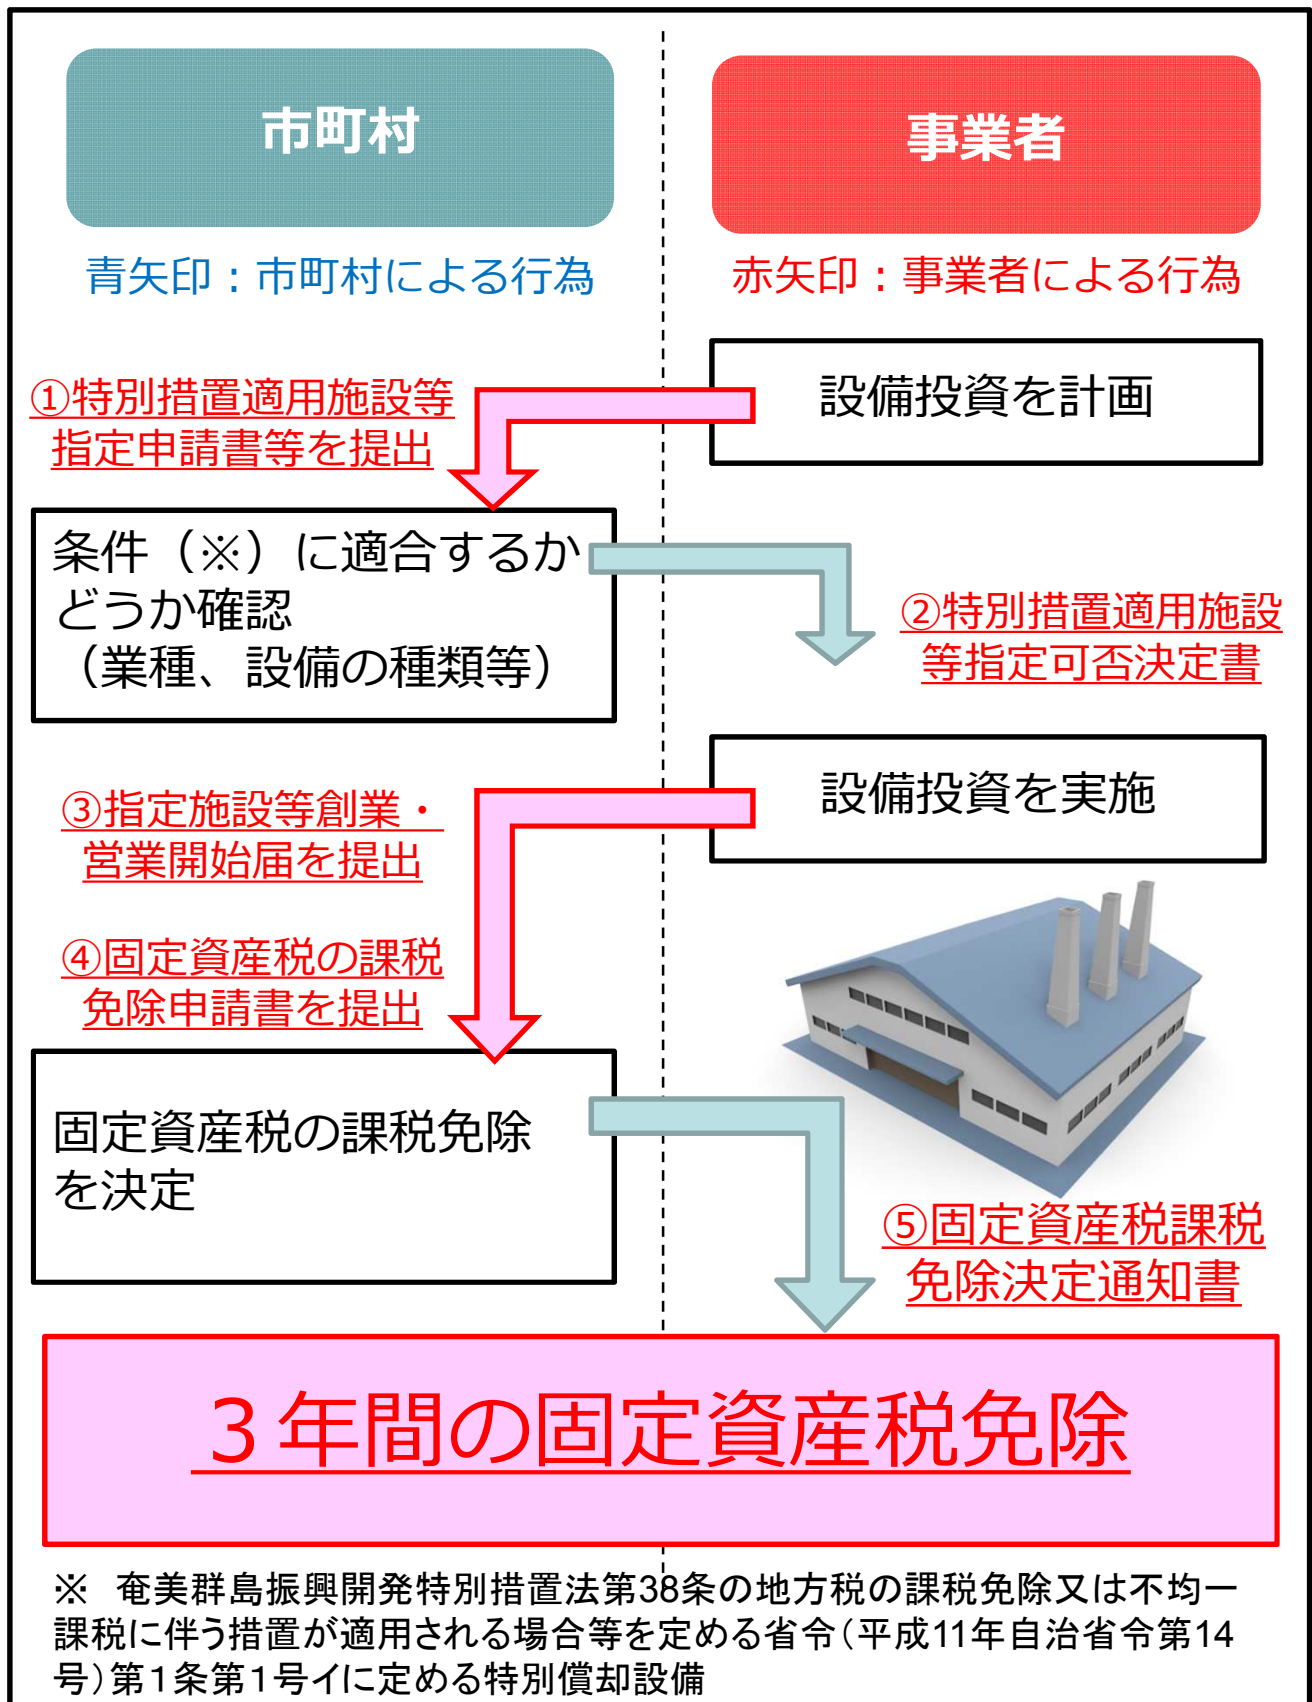 市町村
事業者
青矢印：市町村による行為
赤矢印：事業者による行為
設備投資を計画
①特別措置適用施設等
指定申請書等を提出
条件（※）に適合するか
どうか確認
（業種、設備の種類等）
②特別措置適用施設
等指定可否決定書
設備投資を実施
③指定施設等創業・
営業開始届を提出
④固定資産税の課税
免除申請書を提出
固定資産税の課税免除
を決定
⑤固定資産税課税
免除決定通知書
３年間の固定資産税免除
※　奄美群島振興開発特別措置法第38条の地方税の課税免除又は不均一
課税に伴う措置が適用される場合等を定める省令（平成11年自治省令第14
号）第１条第１号イに定める特別償却設備